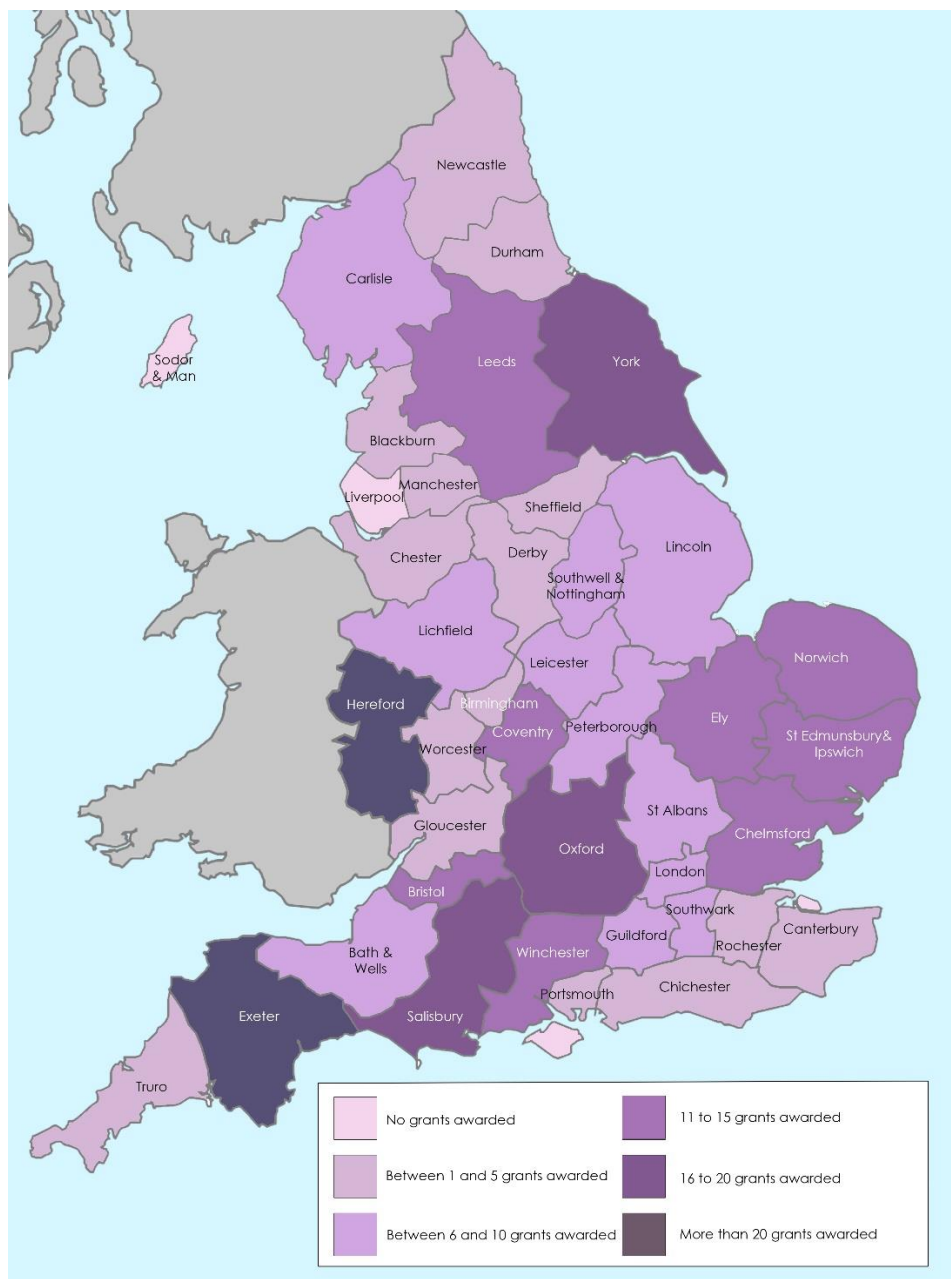 Newcastle
Durham
Carlisle
Leeds
York
Sodor
& Man
Blackburn
Manchester
Liverpool
Sheffield
Chester
Derby
Lincoln
Southwell &
Nottingham
Lichfield
Leicester
Norwich
Hereford
Birmingham
Ely
Coventry
Peterborough
St Edmunsbury&
Ipswich
Worcester
St Albans
Gloucester
Chelmsford
Oxford
London
Bristol
Southwark
Canterbury
Guildford
Rochester
Bath &
Wells
Winchester
Chichester
Portsmouth
Exeter
Salisbury
Truro
No grants awarded
Between 1 and 5 grants awarded
Between 6 and 10 grants awarded
11 to 15 grants awarded
16 to 20 grants awarded
More than 20 grants awarded